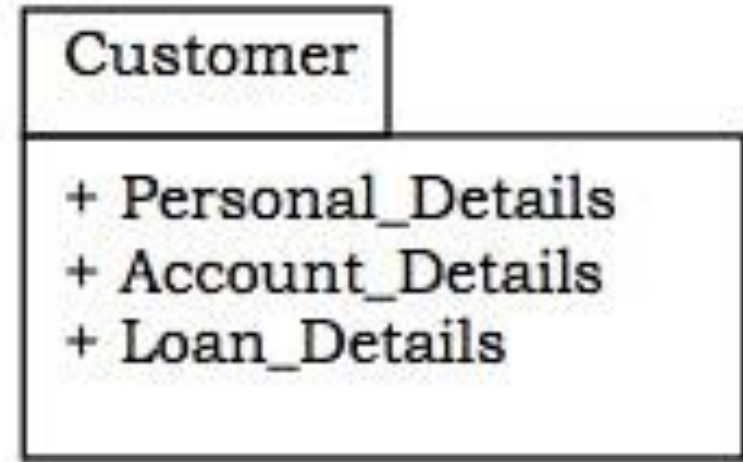 Customer
+ Personal_Details
+ Account_Details
+ Loan_Details